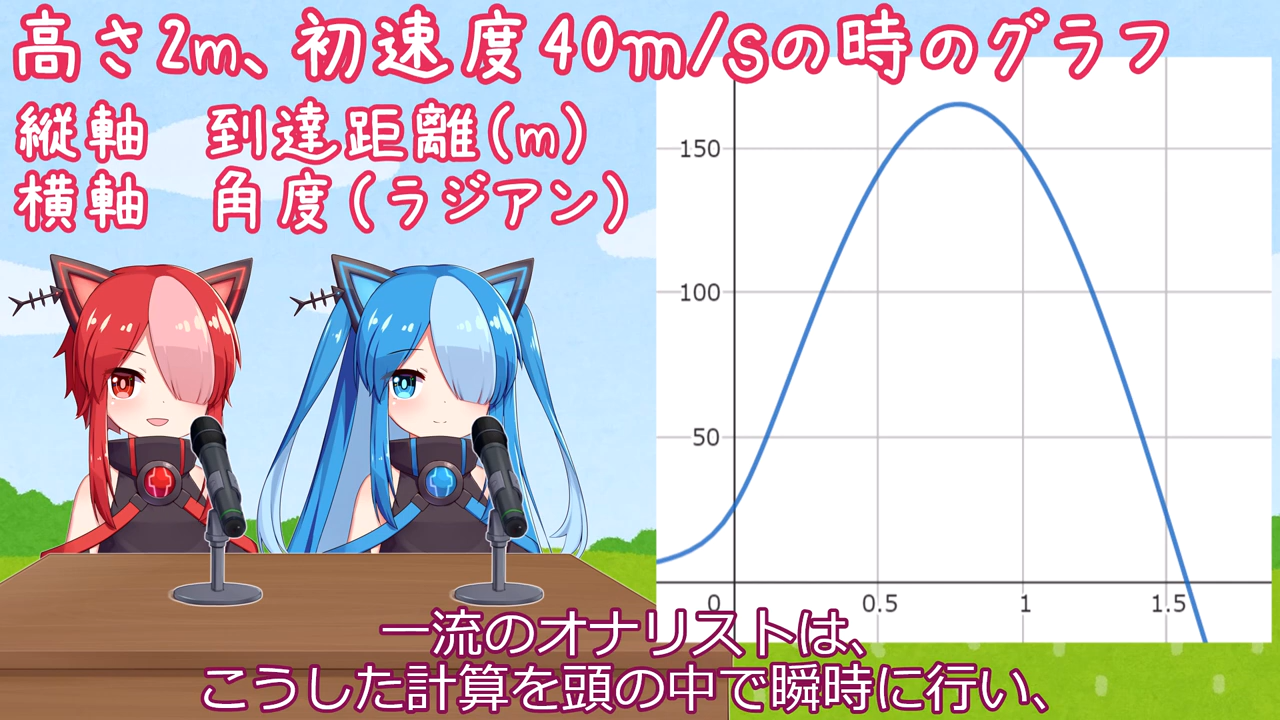 高さ2m、初速度40m/sの時のグラフ
縦軸　到達距離(m)
横軸　角度(ラジアン)
150
100
50
0
0.5
1
1.5
一流のオナリストは、
こうした計算を頭の中で瞬時に行い、